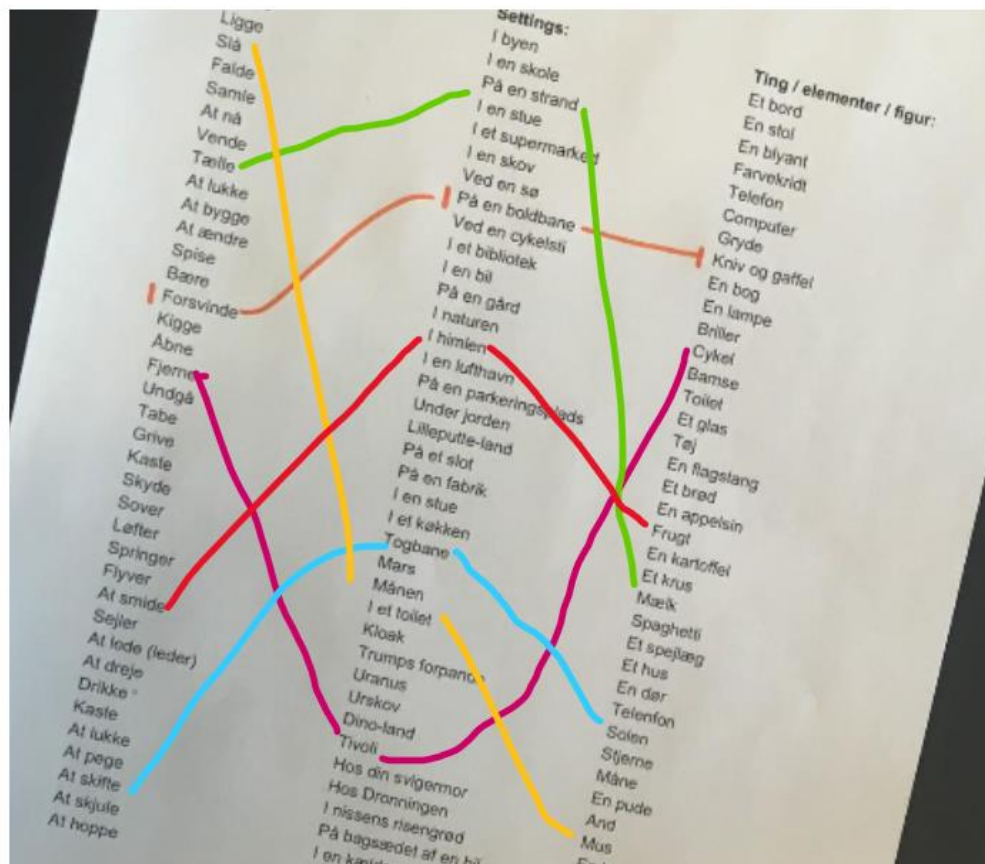 Ligge
Slå
Falde
Samle
At nå
Vende
Tælle
At lukke
At bygge
At ændre
Spise
Bære
Forsvinde
Kigge
Åbne
Fjerne
Undgå
Tabe
Grive
Kaste
Skyde
Sover
Løfter
Springer
Flyver
At smide
Sejler
At lede (leder)
At dreje
Drikke
Kaste
At lukke
At pege
At skifte
At skjule
At hoppe
Settings:
I byen
I en skole
På en strand
I en stue
I et supermarked
I en skov
Ved en sø
På en boldbane
Ved en cykelsti
I et bibliotek
I en bil
På en gård
I naturen
I himlen
I en lufthavn
På en parkeringsplads
Under jorden
Lilleputte-land
På et slot
På en fabrik
I en stue
I et køkken
Togbane
Mars
Månen
I et toilet
Kloak
Trumps forpande
Uranus
Urskov
Dino-land
Tivoli
Hos din svigermor
Hos Dronningen
I nissens risengrød
På bagsædet af en bil
I en
Ting / elementer / figur:
Et bord
En stol
En blyant
Farvekridt
Telefon
Computer
Gryde
Kniv og gaffel
En bog
En lampe
Briller
Cykel
Bamse
Toilet
Et glas
Tøj
En flagstang
Et brød
En appelsin
Frugt
En kartoffel
Et krus
Mælk
Spaghetti
Et spejlæg
Et hus
En dør
Telenfon
Solen
Stjerne
Måne
En pude
And
Mus